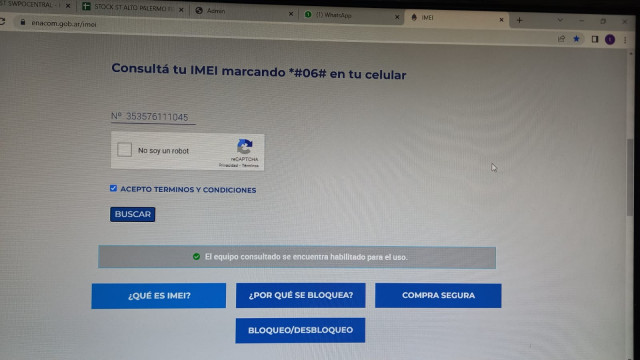 ST SWPOCENTRAL -
STOCK ST ALTO PALERMO
Admin
(1) WhatsApp
IMEI
enacom.gob.ar/imei
Consultá tu IMEI marcando *#06# en tu celular
Nº 353576111045
No soy un robot
reCAPTCHA
Privacidad - Términos
ACEPTO TERMINOS Y CONDICIONES
BUSCAR
El equipo consultado se encuentra habilitado para el uso.
¿QUÉ ES IMEI?
¿POR QUÉ SE BLOQUEA?
COMPRA SEGURA
BLOQUEO/DESBLOQUEO